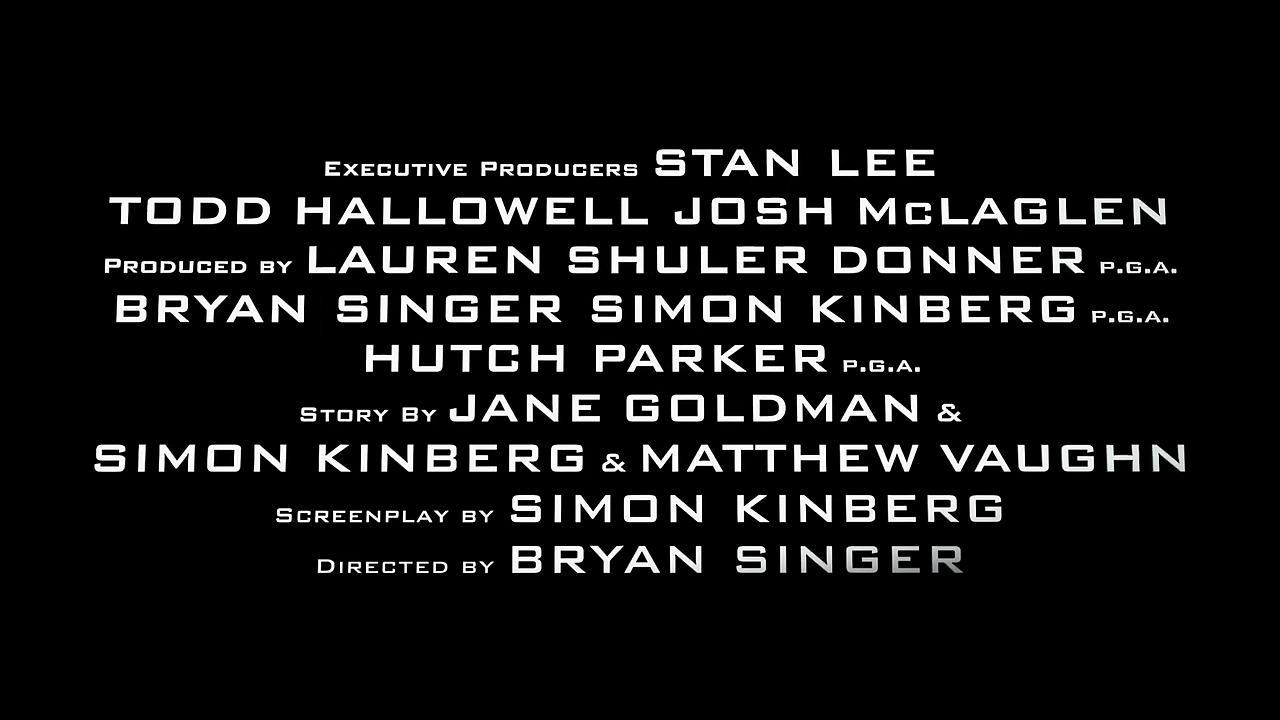 Executive Producers STAN LEE
TODD HALLOWELL JOSH McLAGLEN
Produced by LAUREN SHULER DONNER P.G.A.
BRYAN SINGER SIMON KINBERG P.G.A.
HUTCH PARKER P.G.A.
Story By JANE GOLDMAN &
SIMON KINBERG & MATTHEW VAUGHN
Screenplay by SIMON KINBERG
Directed by BRYAN SINGER